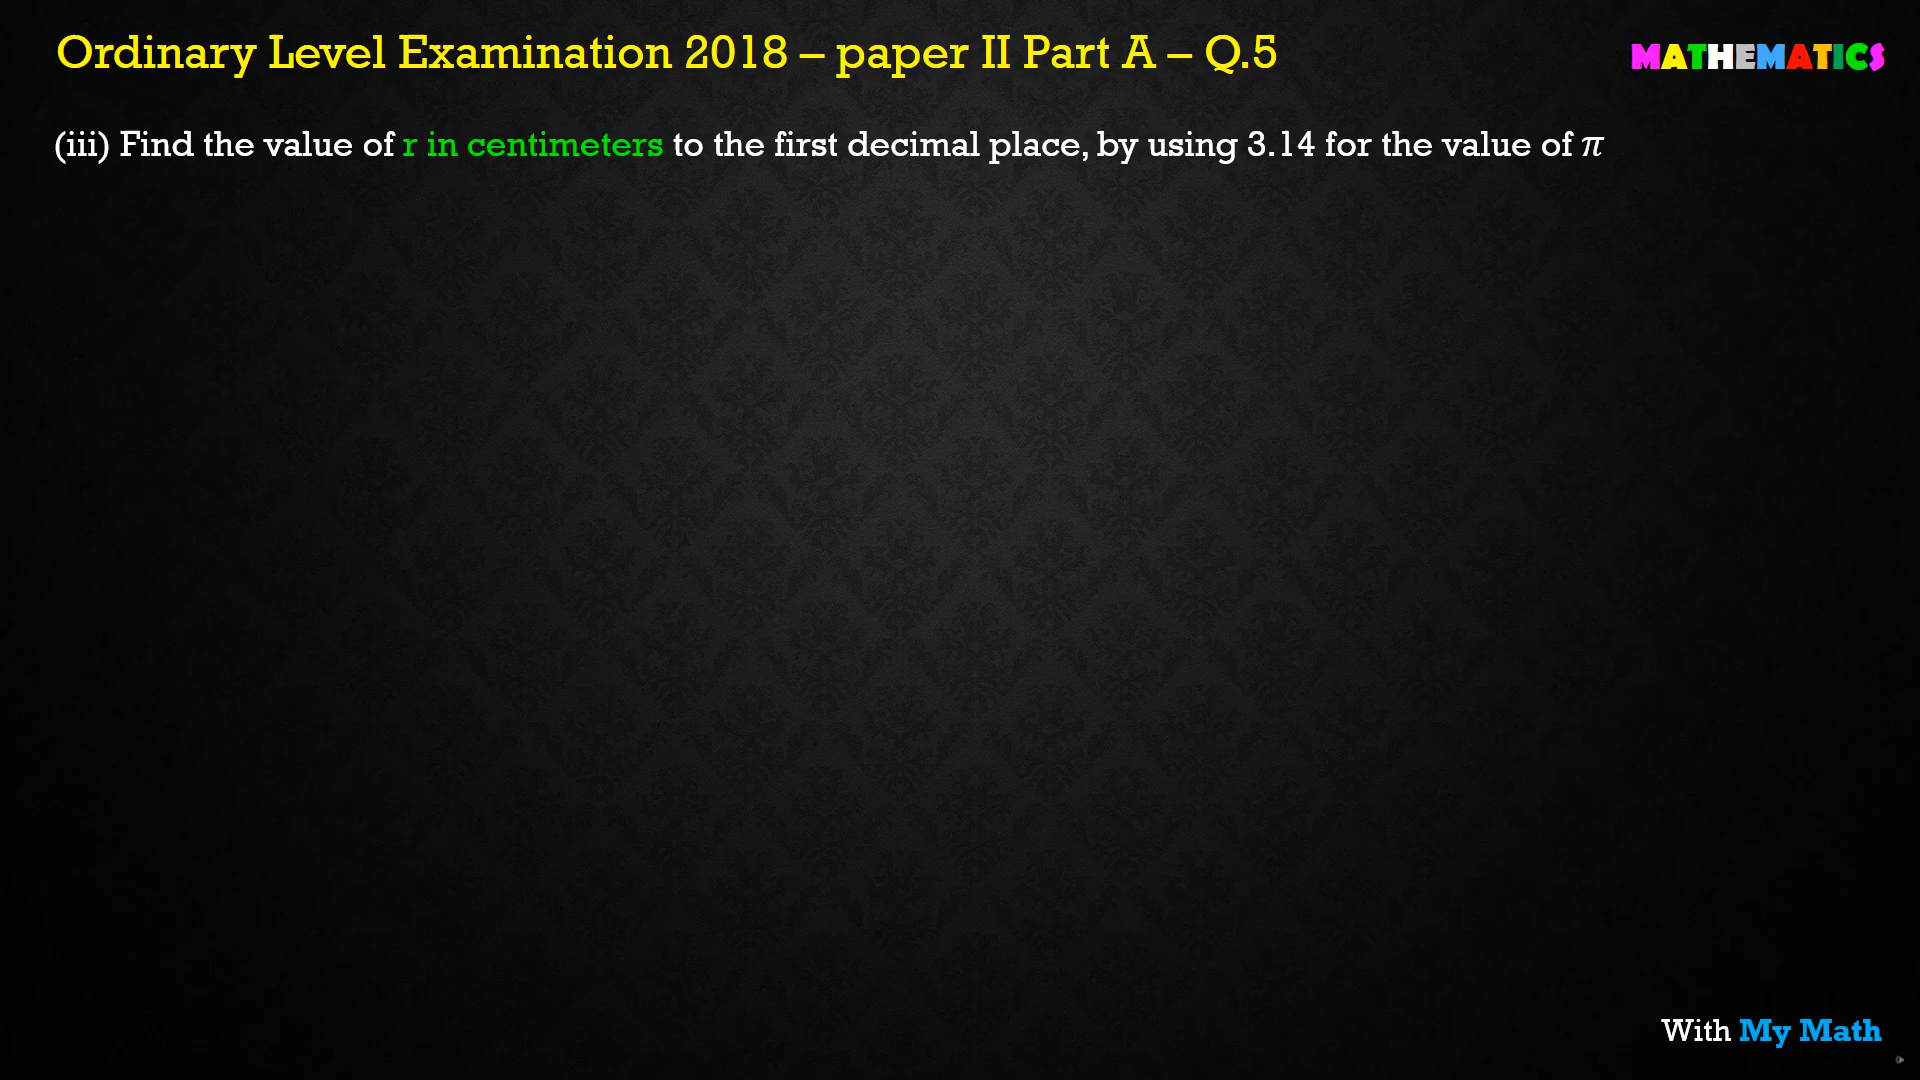 Ordinary Level Examination 2018 – paper II Part A – Q.5
MATHEMATICS
(iii) Find the value of r in centimeters to the first decimal place, by using 3.14 for the value of π
With My Math